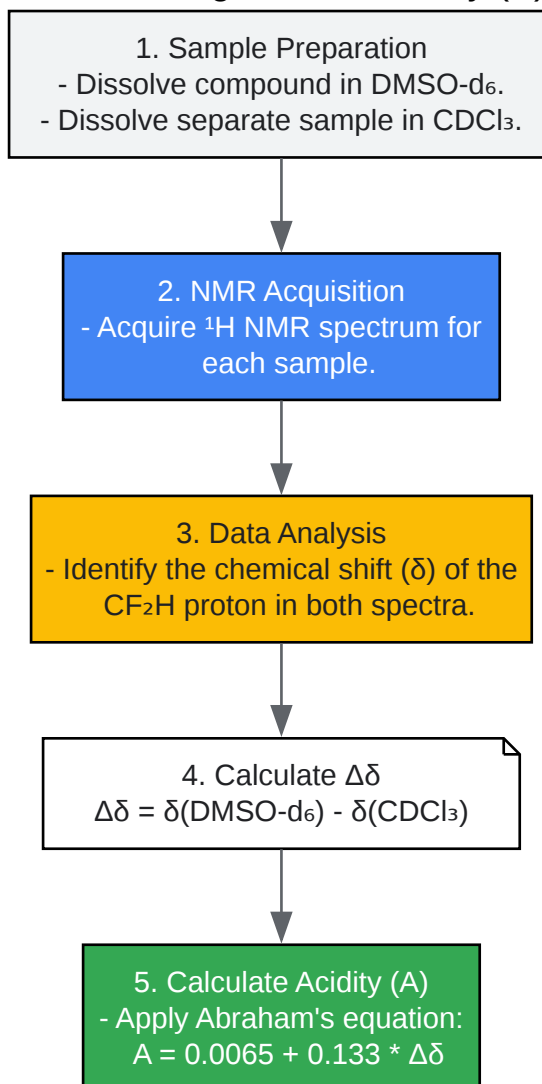 1. Sample Preparation
- Dissolve compound in DMSO-d₆.
- Dissolve separate sample in CDCl₃.
2. NMR Acquisition
- Acquire ¹H NMR spectrum for
each sample.
3. Data Analysis
- Identify the chemical shift (δ) of the
CF₂H proton in both spectra.
4. Calculate Δδ
Δδ = δ(DMSO-d₆) - δ(CDCl₃)
5. Calculate Acidity (A)
- Apply Abraham's equation:
A = 0.0065 + 0.133 * Δδ